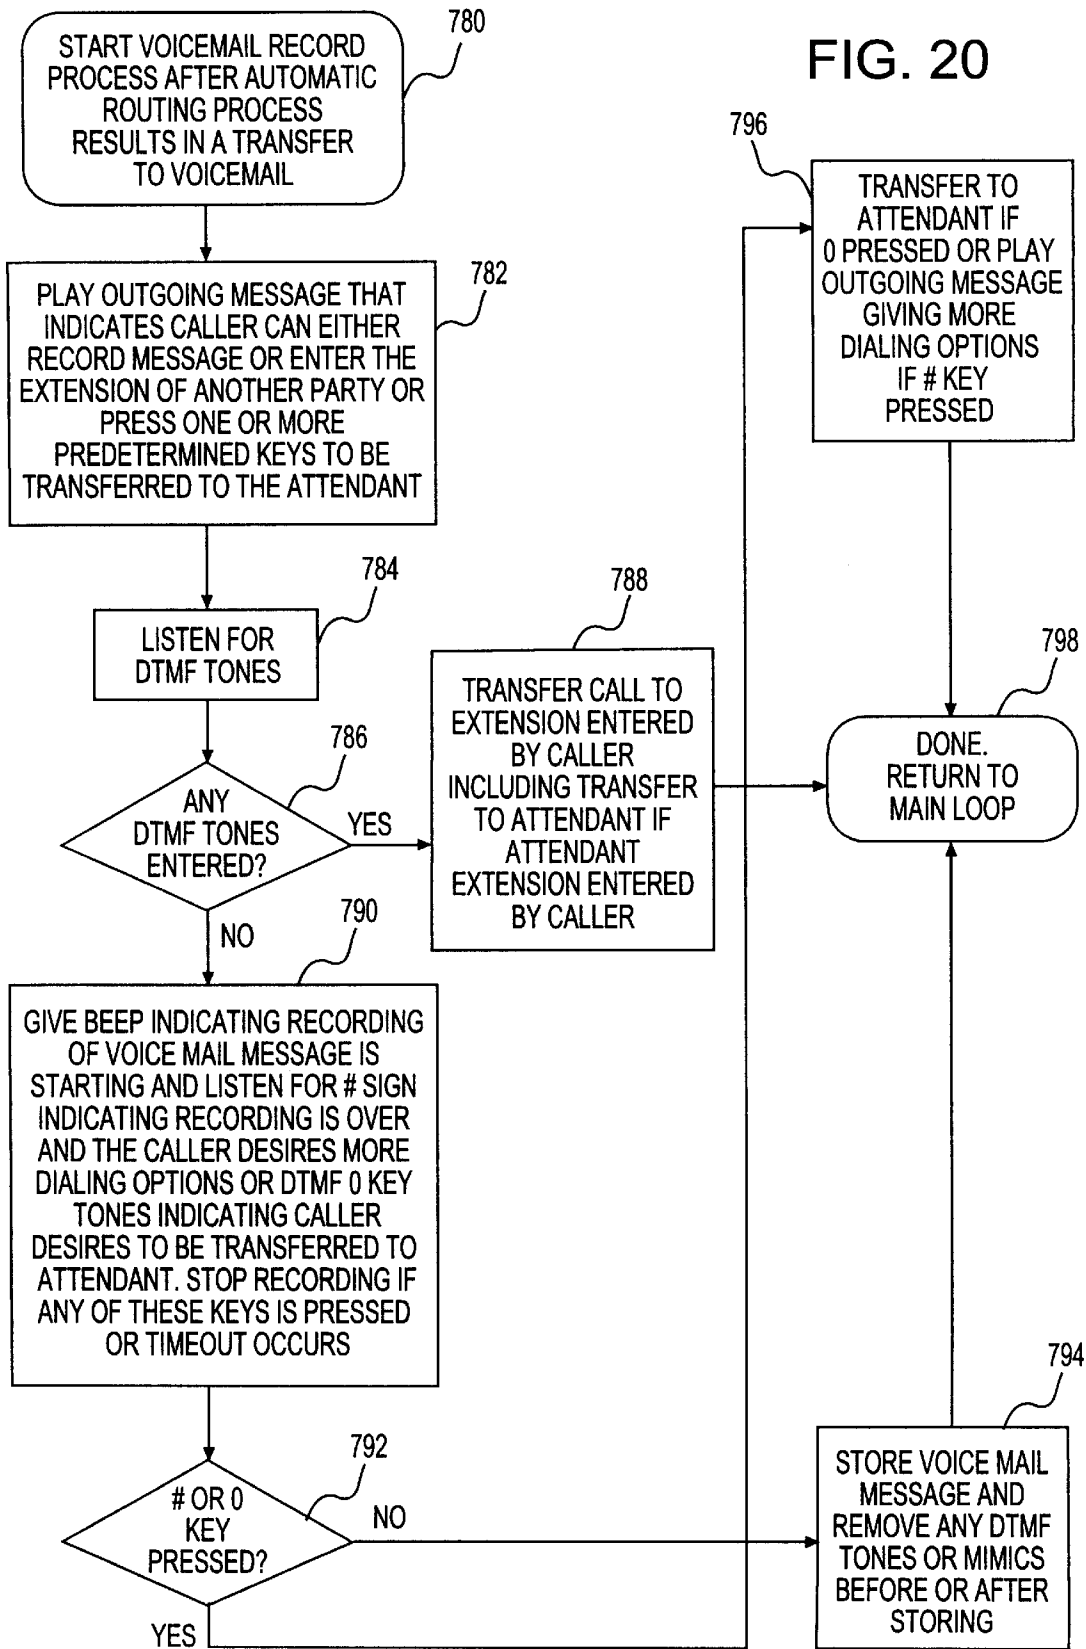 FIG. 20
780
START VOICEMAIL RECORD
PROCESS AFTER AUTOMATIC
ROUTING PROCESS
RESULTS IN A TRANSFER
TO VOICEMAIL
782
PLAY OUTGOING MESSAGE THAT
INDICATES CALLER CAN EITHER
RECORD MESSAGE OR ENTER THE
EXTENSION OF ANOTHER PARTY OR
PRESS ONE OR MORE
PREDETERMINED KEYS TO BE
TRANSFERRED TO THE ATTENDANT
784
LISTEN FOR
DTMF TONES
786
ANY
DTMF TONES
ENTERED?
YES
NO
788
TRANSFER CALL TO
EXTENSION ENTERED
BY CALLER
INCLUDING TRANSFER
TO ATTENDANT IF
ATTENDANT
EXTENSION ENTERED
BY CALLER
790
GIVE BEEP INDICATING RECORDING
OF VOICE MAIL MESSAGE IS
STARTING AND LISTEN FOR # SIGN
INDICATING RECORDING IS OVER
AND THE CALLER DESIRES MORE
DIALING OPTIONS OR DTMF 0 KEY
TONES INDICATING CALLER
DESIRES TO BE TRANSFERRED TO
ATTENDANT. STOP RECORDING IF
ANY OF THESE KEYS IS PRESSED
OR TIMEOUT OCCURS
792
# OR 0
KEY
PRESSED?
NO
YES
794
STORE VOICE MAIL
MESSAGE AND
REMOVE ANY DTMF
TONES OR MIMICS
BEFORE OR AFTER
STORING
796
TRANSFER TO
ATTENDANT IF
0 PRESSED OR PLAY
OUTGOING MESSAGE
GIVING MORE
DIALING OPTIONS
IF # KEY
PRESSED
798
DONE.
RETURN TO
MAIN LOOP